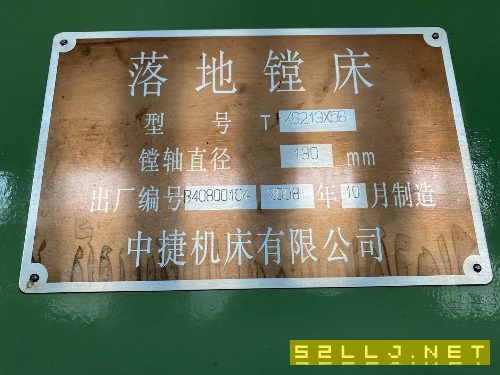 落地镗床
型 号 T X6213X56
镗轴直径 130 mm
出厂编号 B40800104 2008 年 10 月制造
中捷机床有限公司
52LLJ.NET